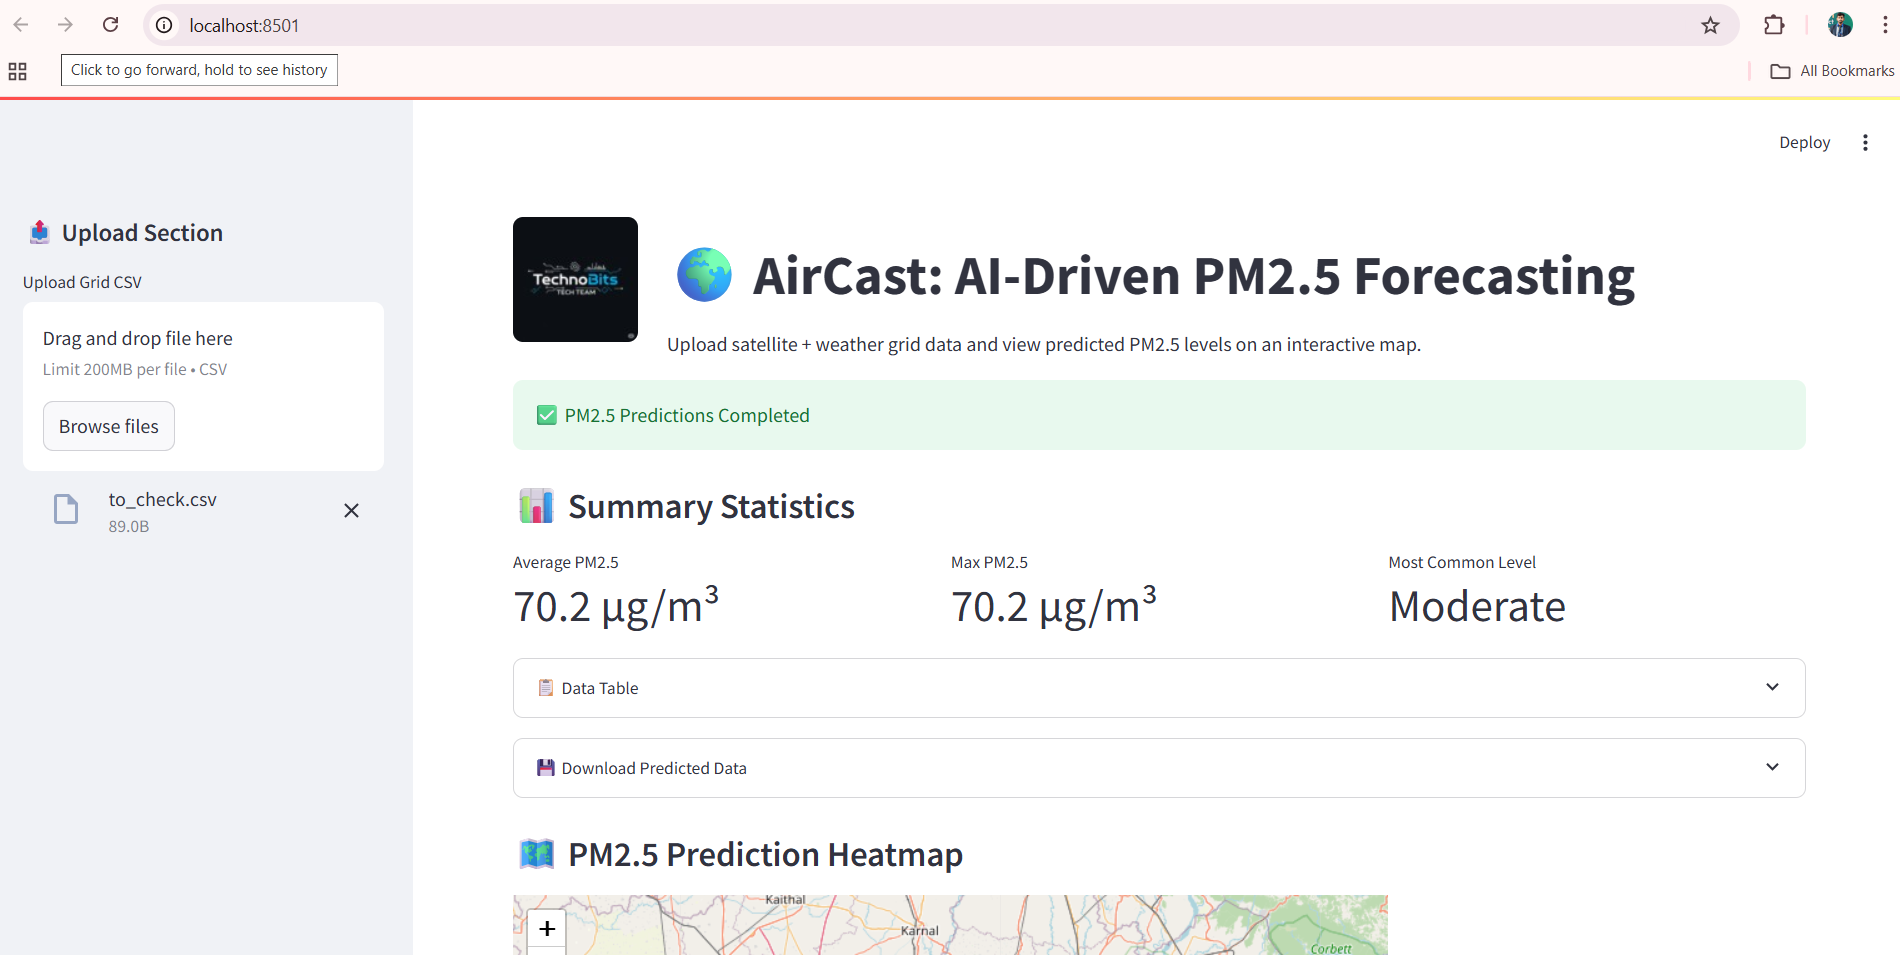 localhost:8501
Click to go forward, hold to see history
All Bookmarks
Deploy
Upload Section
Upload Grid CSV
Drag and drop file here
Limit 200MB per file • CSV
Browse files
to_check.csv
89.0B
TechnoBits
TECH TEAM
AirCast: AI-Driven PM2.5 Forecasting
Upload satellite + weather grid data and view predicted PM2.5 levels on an interactive map.
PM2.5 Predictions Completed
Summary Statistics
Average PM2.5
70.2 µg/m³
Max PM2.5
70.2 µg/m³
Most Common Level
Moderate
Data Table
Download Predicted Data
PM2.5 Prediction Heatmap
Kaithal
+
Karnal
Corbett